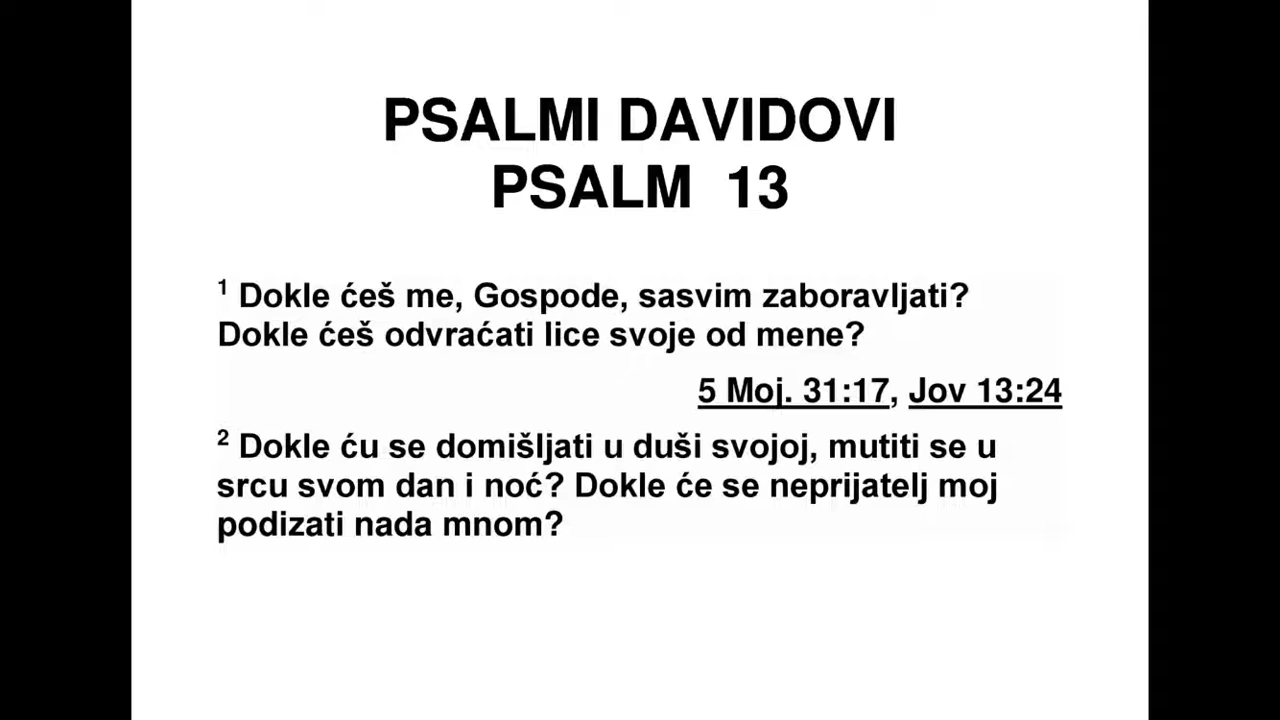 PSALMI DAVIDOVI
PSALM 13
1 Dokle ćeš me, Gospode, sasvim zaboravljati?
Dokle ćeš odvraćati lice svoje od mene?
5 Moj. 31:17, Jov 13:24
2 Dokle ću se domišljati u duši svojoj, mutiti se u
srcu svom dan i noć? Dokle će se neprijatelj moj
podizati nada mnom?